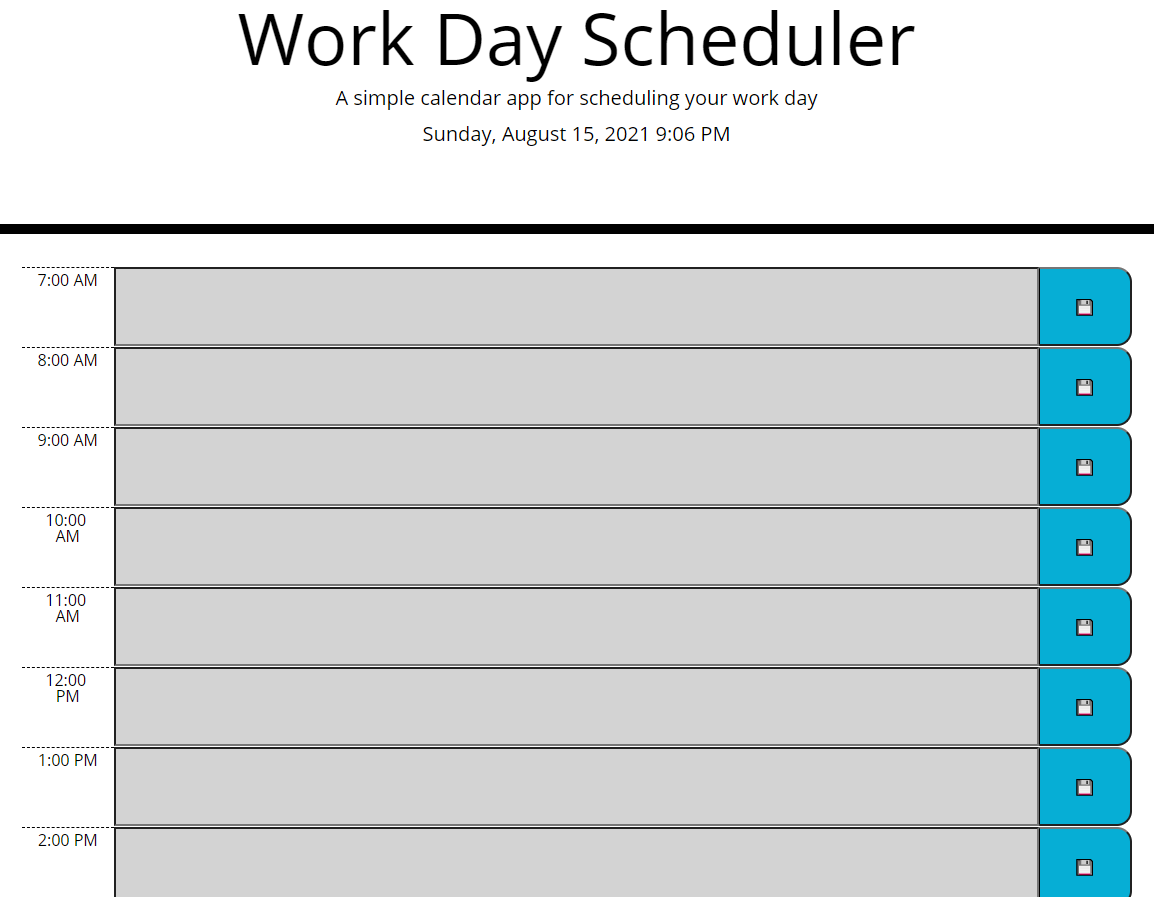 Work Day Scheduler
A simple calendar app for scheduling your work day
Sunday, August 15, 2021 9:06 PM
7:00 AM
8:00 AM
9:00 AM
10:00
AM
11:00
AM
12:00
PM
1:00 PM
2:00 PM